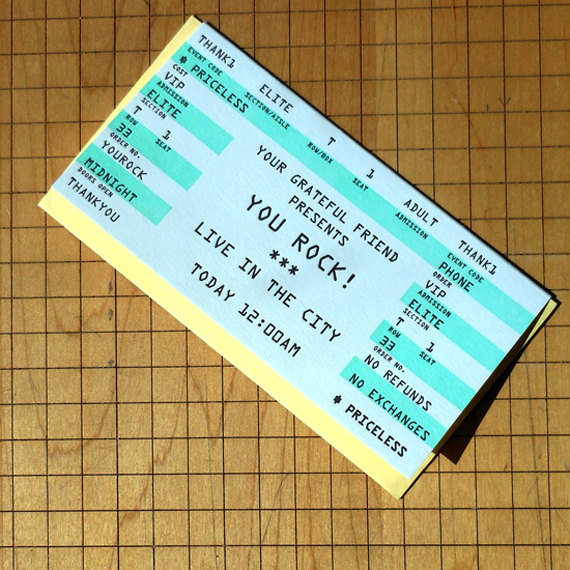 THANK1 ELITE T 1 ADULT THANK1
EVENT CODE SECTION/AISLE ROW/BOX SEAT ADMISSION EVENT CODE
* PRICELESS
COST
VIP
ADMISSION
ELITE
SECTION
T 1
ROW SEAT
33
ORDER NO.
YOUROCK
MIDNIGHT
DOORS OPEN
THANKYOU
YOUR GRATEFUL FRIEND
PRESENTS
YOU ROCK!
***
LIVE IN THE CITY
TODAY 12:00AM
PHONE
ORDER
VIP
ADMISSION
ELITE
SECTION
T 1
ROW SEAT
33
ORDER NO.
NO REFUNDS
NO EXCHANGES
* PRICELESS